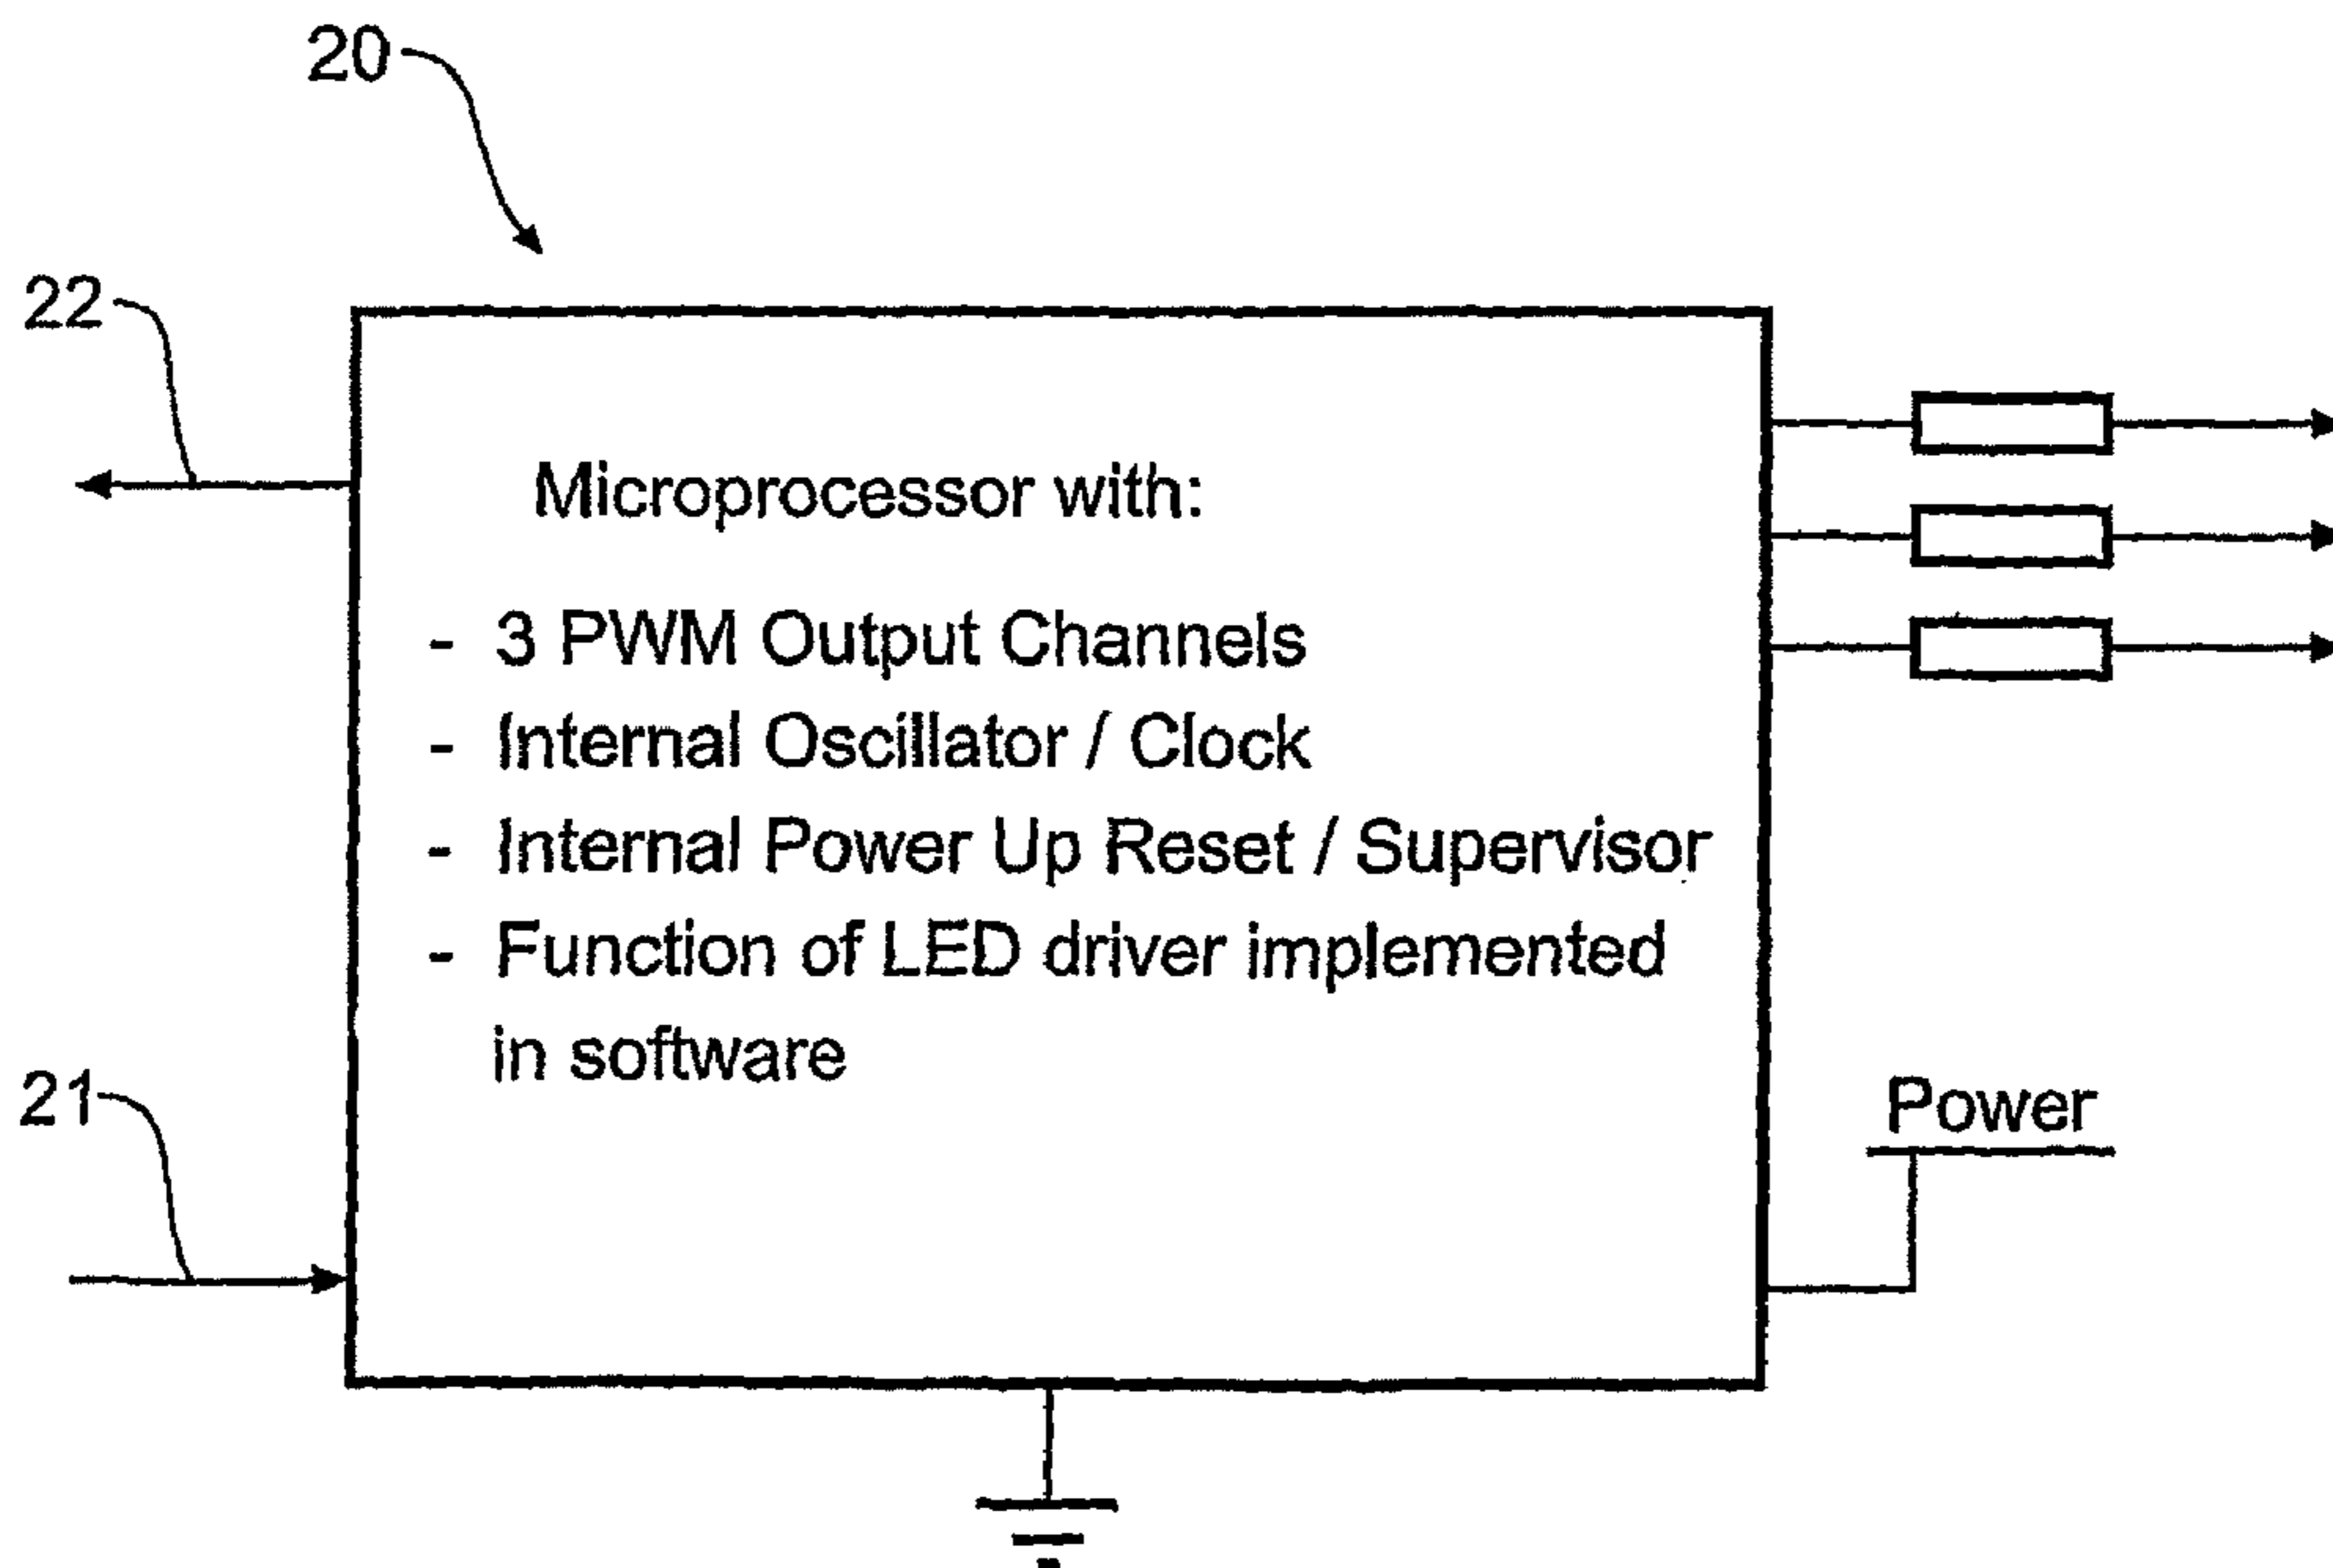 20
22
Microprocessor with:
- 3 PWM Output Channels
- Internal Oscillator / Clock
- Internal Power Up Reset / Supervisor
- Function of LED driver implemented
in software
21
Power